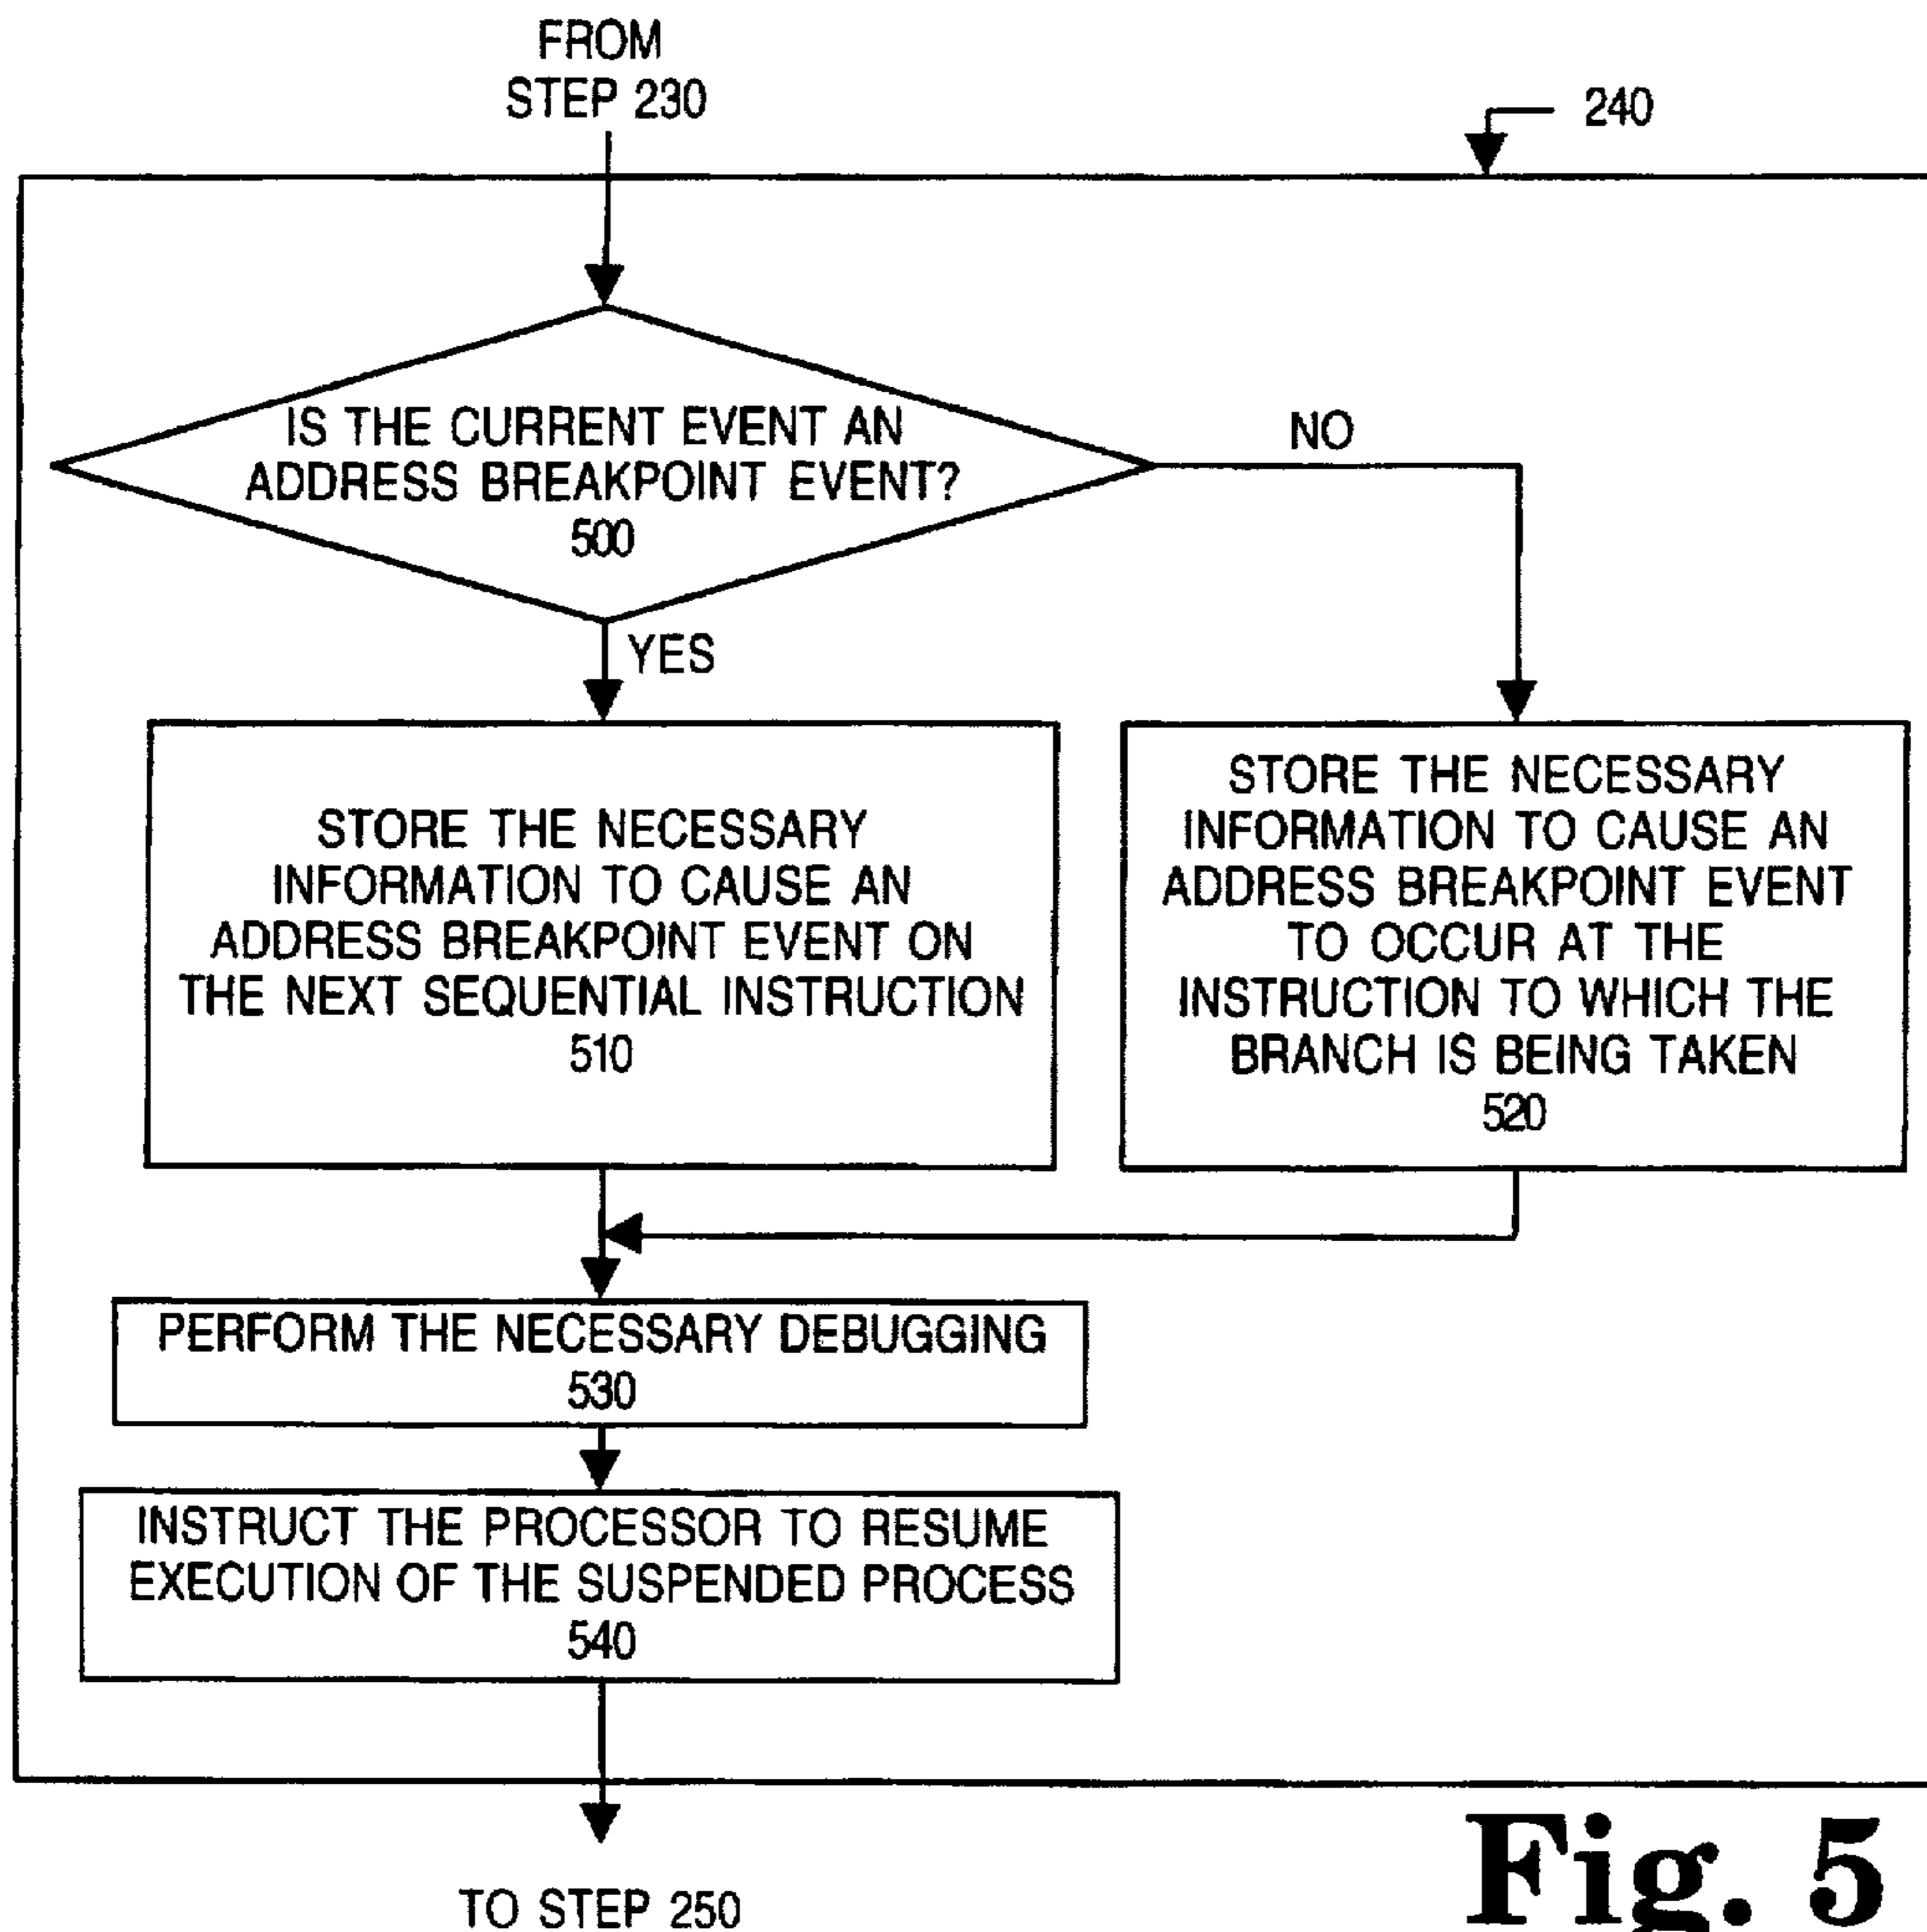 FROM
STEP 230
240
IS THE CURRENT EVENT AN
ADDRESS BREAKPOINT EVENT?
500
NO
YES
STORE THE NECESSARY
INFORMATION TO CAUSE AN
ADDRESS BREAKPOINT EVENT ON
THE NEXT SEQUENTIAL INSTRUCTION
510
STORE THE NECESSARY
INFORMATION TO CAUSE AN
ADDRESS BREAKPOINT EVENT
TO OCCUR AT THE
INSTRUCTION TO WHICH THE
BRANCH IS BEING TAKEN
520
PERFORM THE NECESSARY DEBUGGING
530
INSTRUCT THE PROCESSOR TO RESUME
EXECUTION OF THE SUSPENDED PROCESS
540
TO STEP 250
Fig. 5